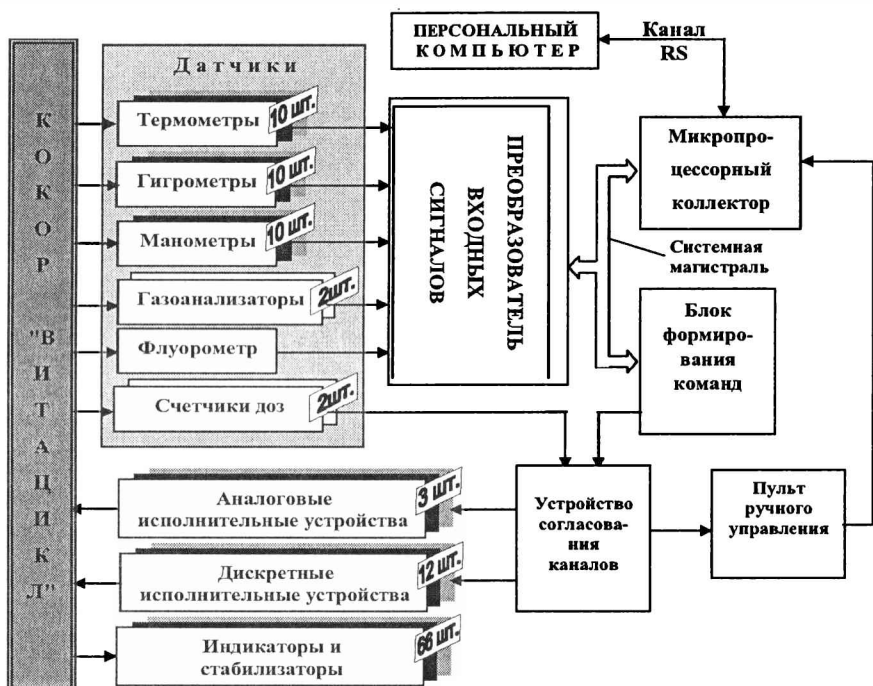 КОКОР "ВИТАЦИКЛ"
Датчики
Термометры
10 шт.
Гигрометры
10 шт.
Манометры
10 шт.
Газоанализаторы
2шт.
Флуорометр
Счетчики доз
2шт.
ПРЕОБРАЗОВАТЕЛЬ
ВХОДНЫХ
СИГНАЛОВ
ПЕРСОНАЛЬНЫЙ
КОМПЬЮТЕР
Канал
RS
Микропро-
цессорный
коллектор
Системная
магистраль
Блок
формиро-
вания
команд
Аналоговые
исполнительные устройства
3 шт.
Дискретные
исполнительные устройства
12 шт.
Индикаторы и
стабилизаторы
66 шт.
Устройство
согласова-
ния
каналов
Пульт
ручного
управления